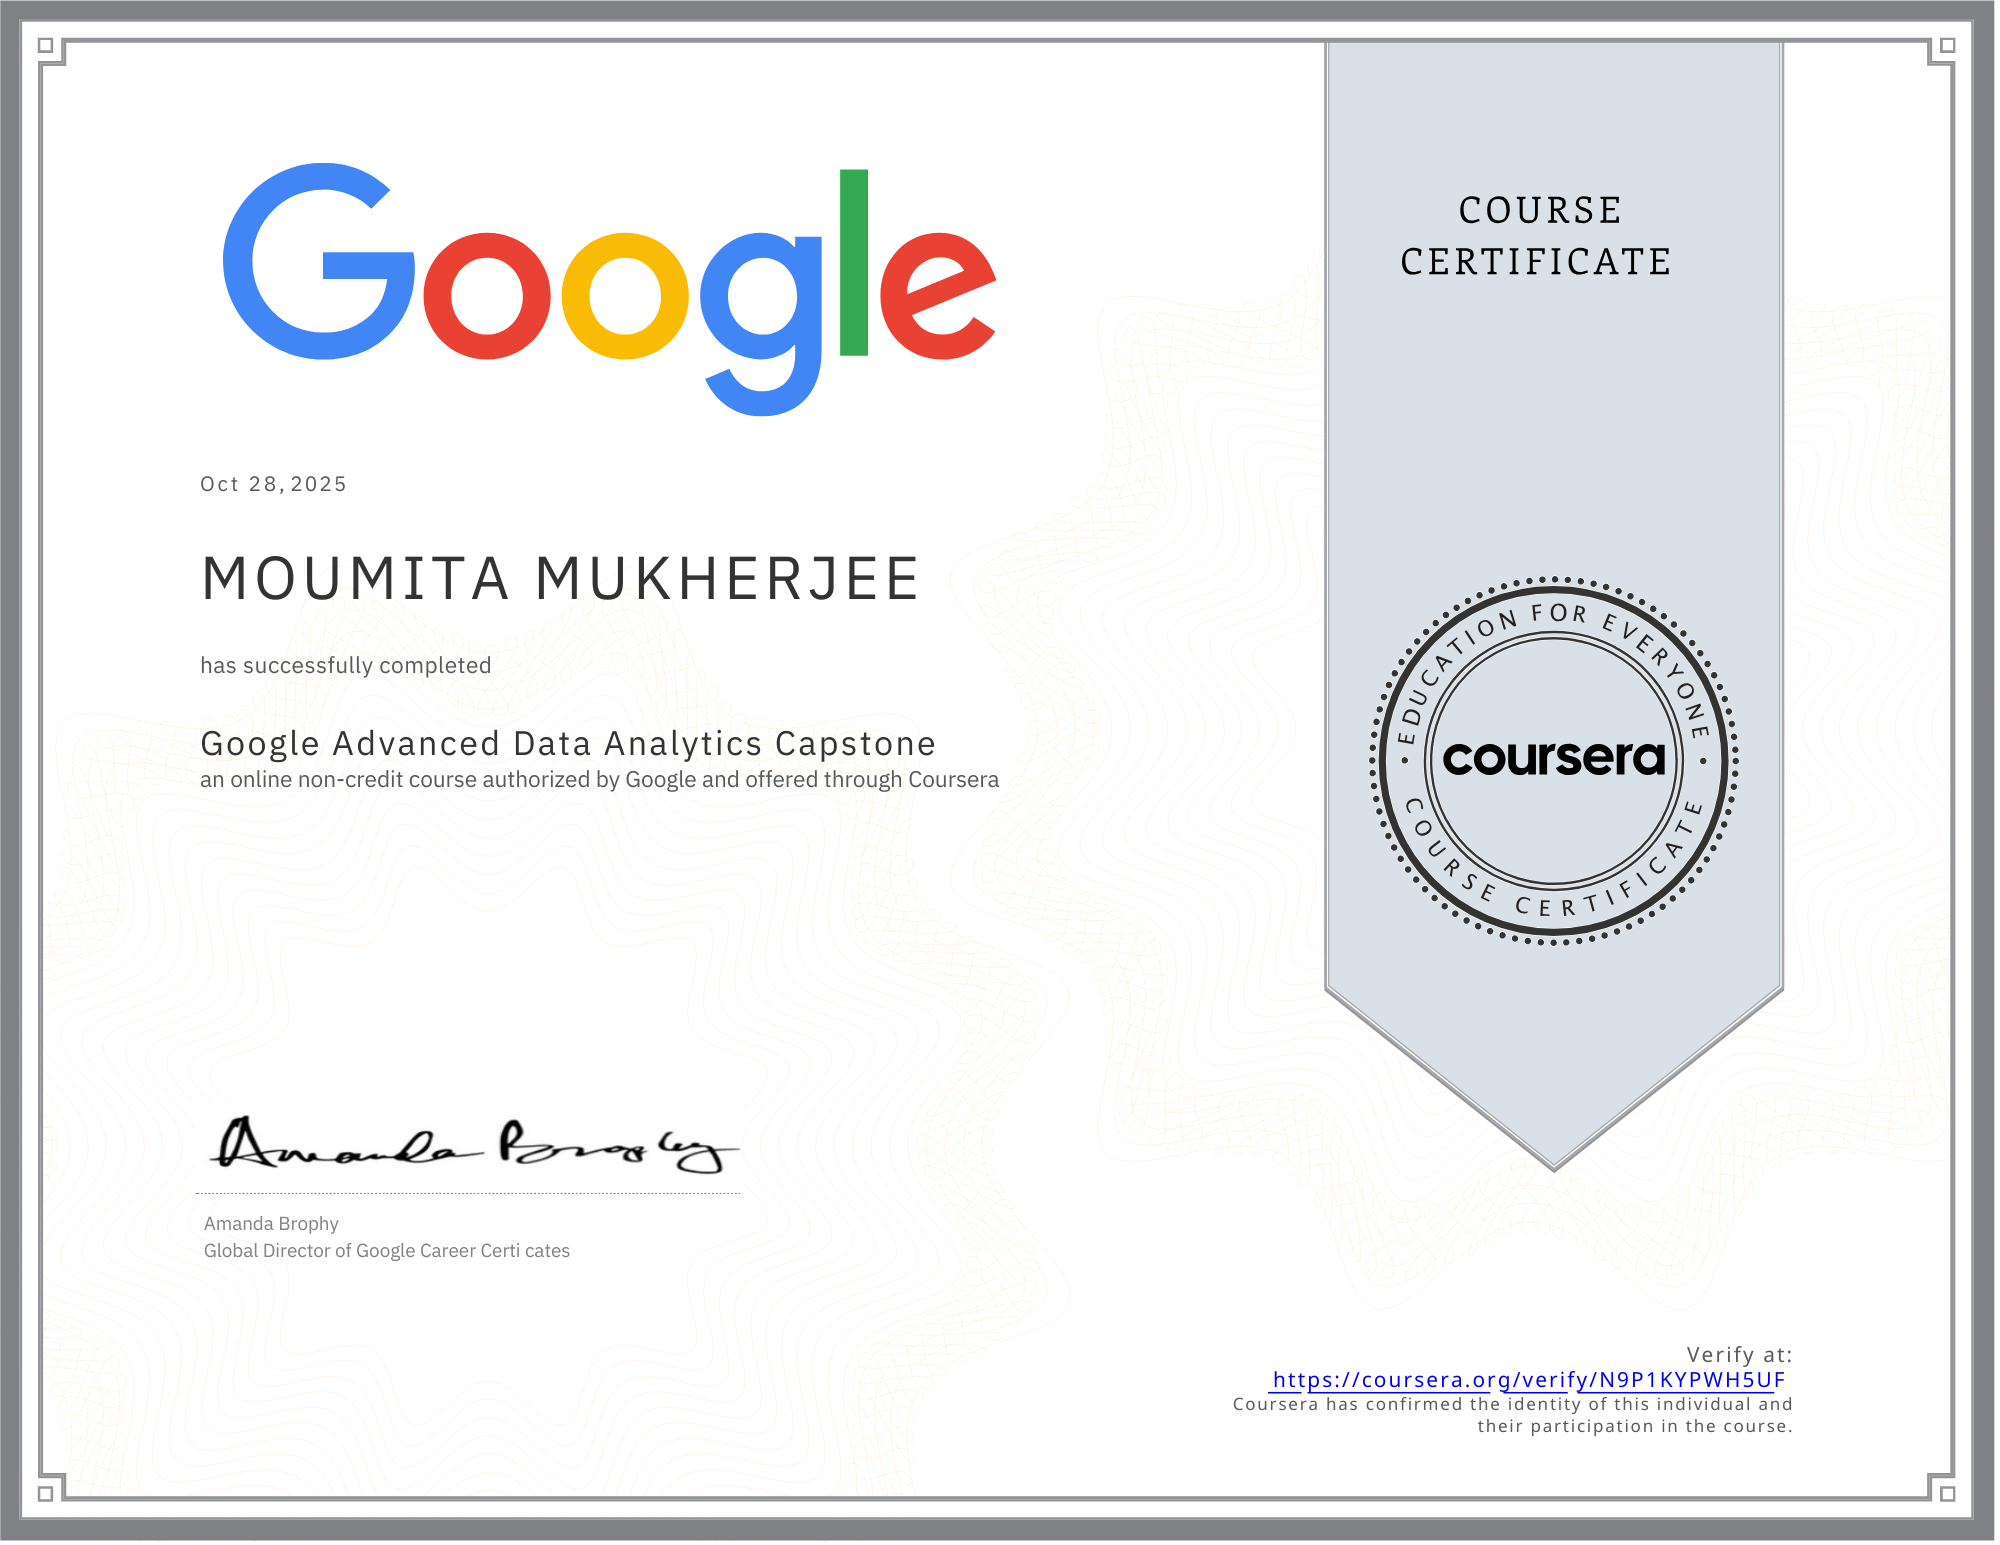 Google
COURSE
CERTIFICATE
Oct 28, 2025
MOUMITA MUKHERJEE
has successfully completed
Google Advanced Data Analytics Capstone
an online non-credit course authorized by Google and offered through Coursera
EDUCATION FOR EVERYONE
coursera
COURSE CERTIFICATE
Amanda Brophy
Amanda Brophy
Global Director of Google Career Certi cates
Verify at:
https://coursera.org/verify/N9P1KYPWH5UF
Coursera has confirmed the identity of this individual and
their participation in the course.